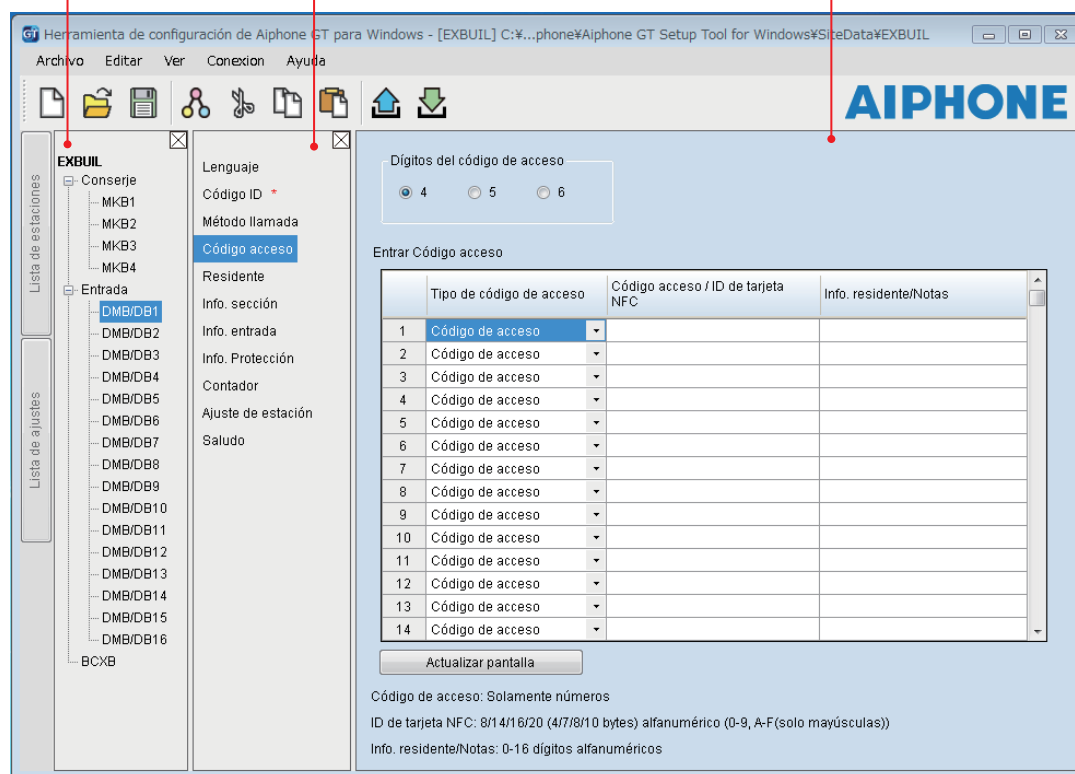 GT Herramienta de configuración de Aiphone GT para Windows - [EXBUIL] C:¥...phone¥Aiphone GT Setup Tool for Windows¥SiteData¥EXBUIL
Archivo Editar Ver Conexion Ayuda
AIPHONE
Lista de estaciones
Lista de ajustes
EXBUIL
Conserje
MKB1
MKB2
MKB3
MKB4
Entrada
DMB/DB1
DMB/DB2
DMB/DB3
DMB/DB4
DMB/DB5
DMB/DB6
DMB/DB7
DMB/DB8
DMB/DB9
DMB/DB10
DMB/DB11
DMB/DB12
DMB/DB13
DMB/DB14
DMB/DB15
DMB/DB16
BCXB
Lenguaje
Código ID *
Método llamada
Código acceso
Residente
Info. sección
Info. entrada
Info. Protección
Contador
Ajuste de estación
Saludo
Dígitos del código de acceso
4 5 6
Entrar Código acceso
Tipo de código de acceso Código acceso / ID de tarjeta NFC Info. residente/Notas
1 Código de acceso
2 Código de acceso
3 Código de acceso
4 Código de acceso
5 Código de acceso
6 Código de acceso
7 Código de acceso
8 Código de acceso
9 Código de acceso
10 Código de acceso
11 Código de acceso
12 Código de acceso
13 Código de acceso
14 Código de acceso
Actualizar pantalla
Código de acceso: Solamente números
ID de tarjeta NFC: 8/14/16/20 (4/7/8/10 bytes) alfanumérico (0-9, A-F(solo mayúsculas))
Info. residente/Notas: 0-16 dígitos alfanuméricos